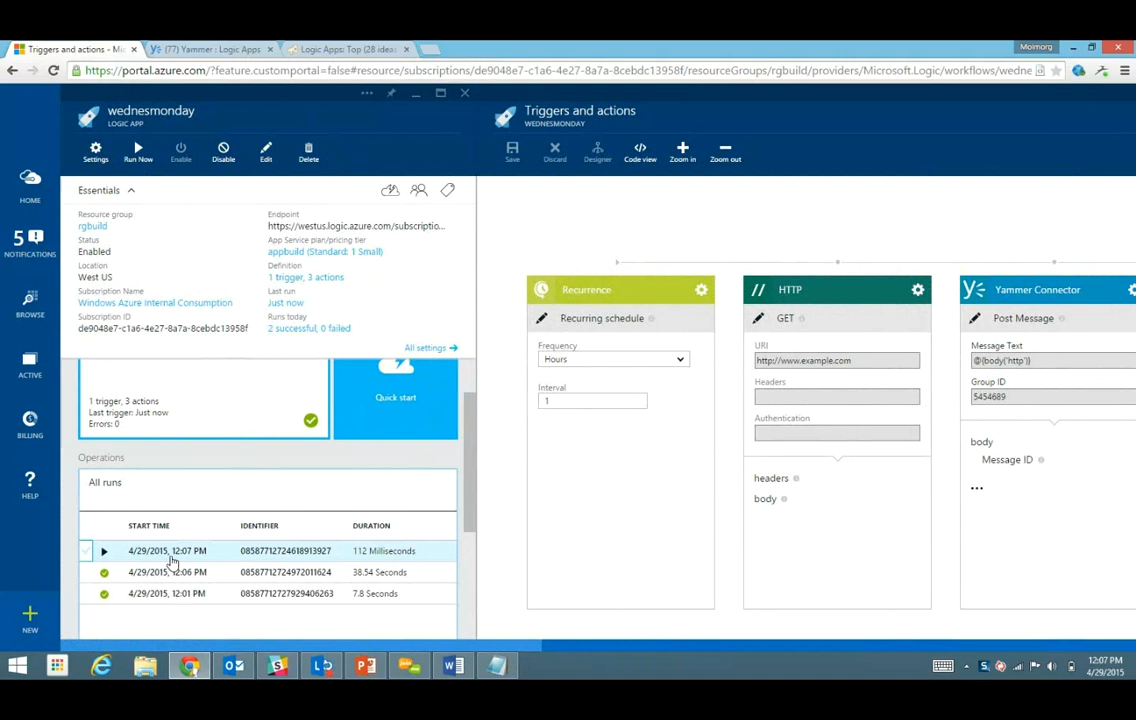 Triggers and actions - Mi
(77) Yammer : Logic Apps
Logic Apps: Top (28 ideas
Moimorg
https://portal.azure.com/?feature.customportal=false#resource/subscriptions/de9048e7-c1a6-4e27-8a7a-8cebdc13958f/resourceGroups/rgbuild/providers/Microsoft.Logic/workflows/wedne
wednesmonday
LOGIC APP
Triggers and actions
WEDNESMONDAY
Settings
Run Now
Enable
Disable
Edit
Delete
Save
Discard
Designer
Code view
Zoom in
Zoom out
HOME
5
NOTIFICATIONS
BROWSE
ACTIVE
BILLING
HELP
NEW
Essentials
Resource group
rgbuild
Status
Enabled
Location
West US
Subscription Name
Windows Azure Internal Consumption
Subscription ID
de9048e7-c1a6-4e27-8a7a-8cebdc13958f
Endpoint
https://westus.logic.azure.com/subscriptio...
App Service plan/pricing tier
appbuild (Standard: 1 Small)
Definition
1 trigger, 3 actions
Last run
Just now
Runs today
2 successful, 0 failed
All settings
1 trigger, 3 actions
Last trigger: Just now
Errors: 0
Quick start
Operations
All runs
START TIME IDENTIFIER DURATION
4/29/2015, 12:07 PM 08587712724618913927 112 Milliseconds
4/29/2015, 12:06 PM 08587712724972011624 38.54 Seconds
4/29/2015, 12:01 PM 08587712727929406263 7.8 Seconds
Recurrence
Recurring schedule
Frequency
Hours
Interval
1
// HTTP
GET
URI
http://www.example.com
Headers
Authentication
headers
body
Yammer Connector
Post Message
Message Text
@{body('http')}
Group ID
5454689
body
Message ID
...
12:07 PM
4/29/2015